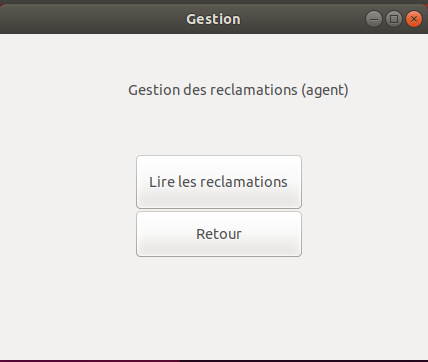 Gestion
Gestion des reclamations (agent)
Lire les reclamations
Retour